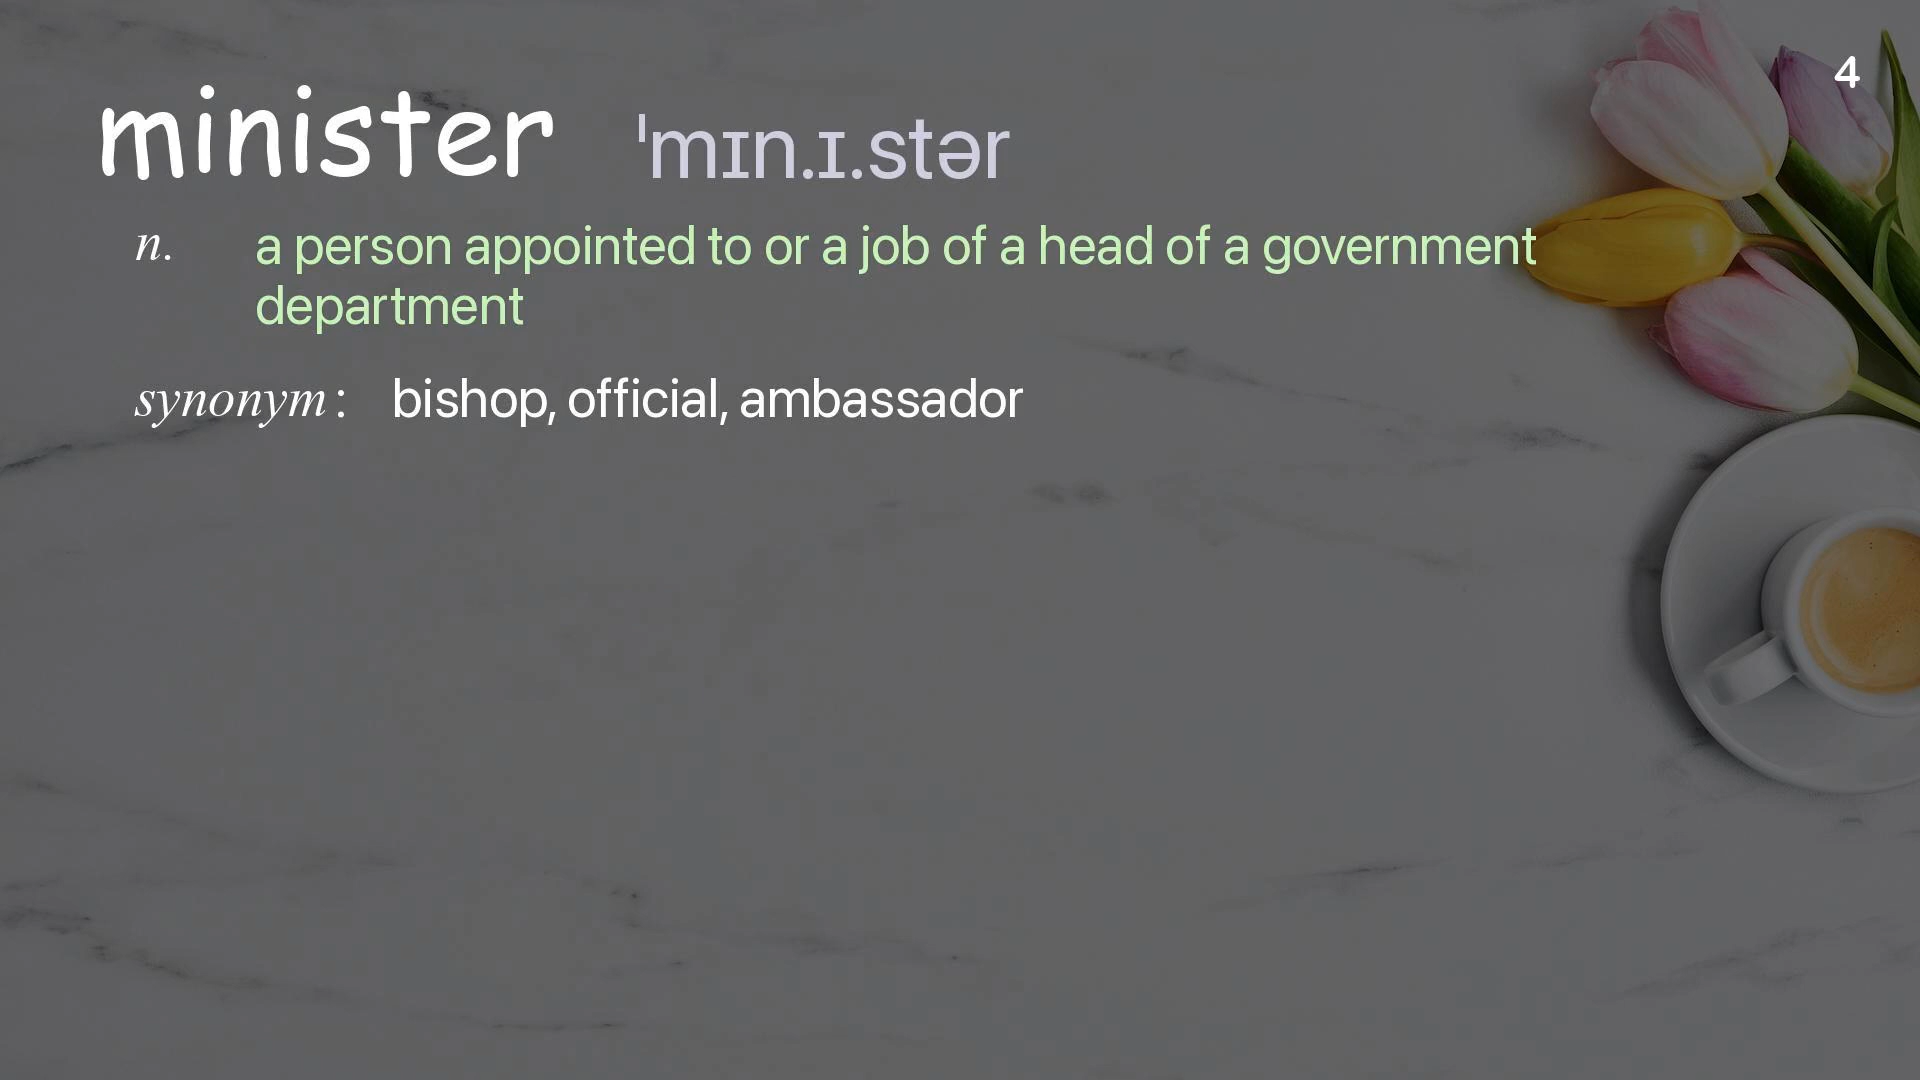 4
minister ˈmɪn.ɪ.stər
n. a person appointed to or a job of a head of a government
department
synonym: bishop, official, ambassador